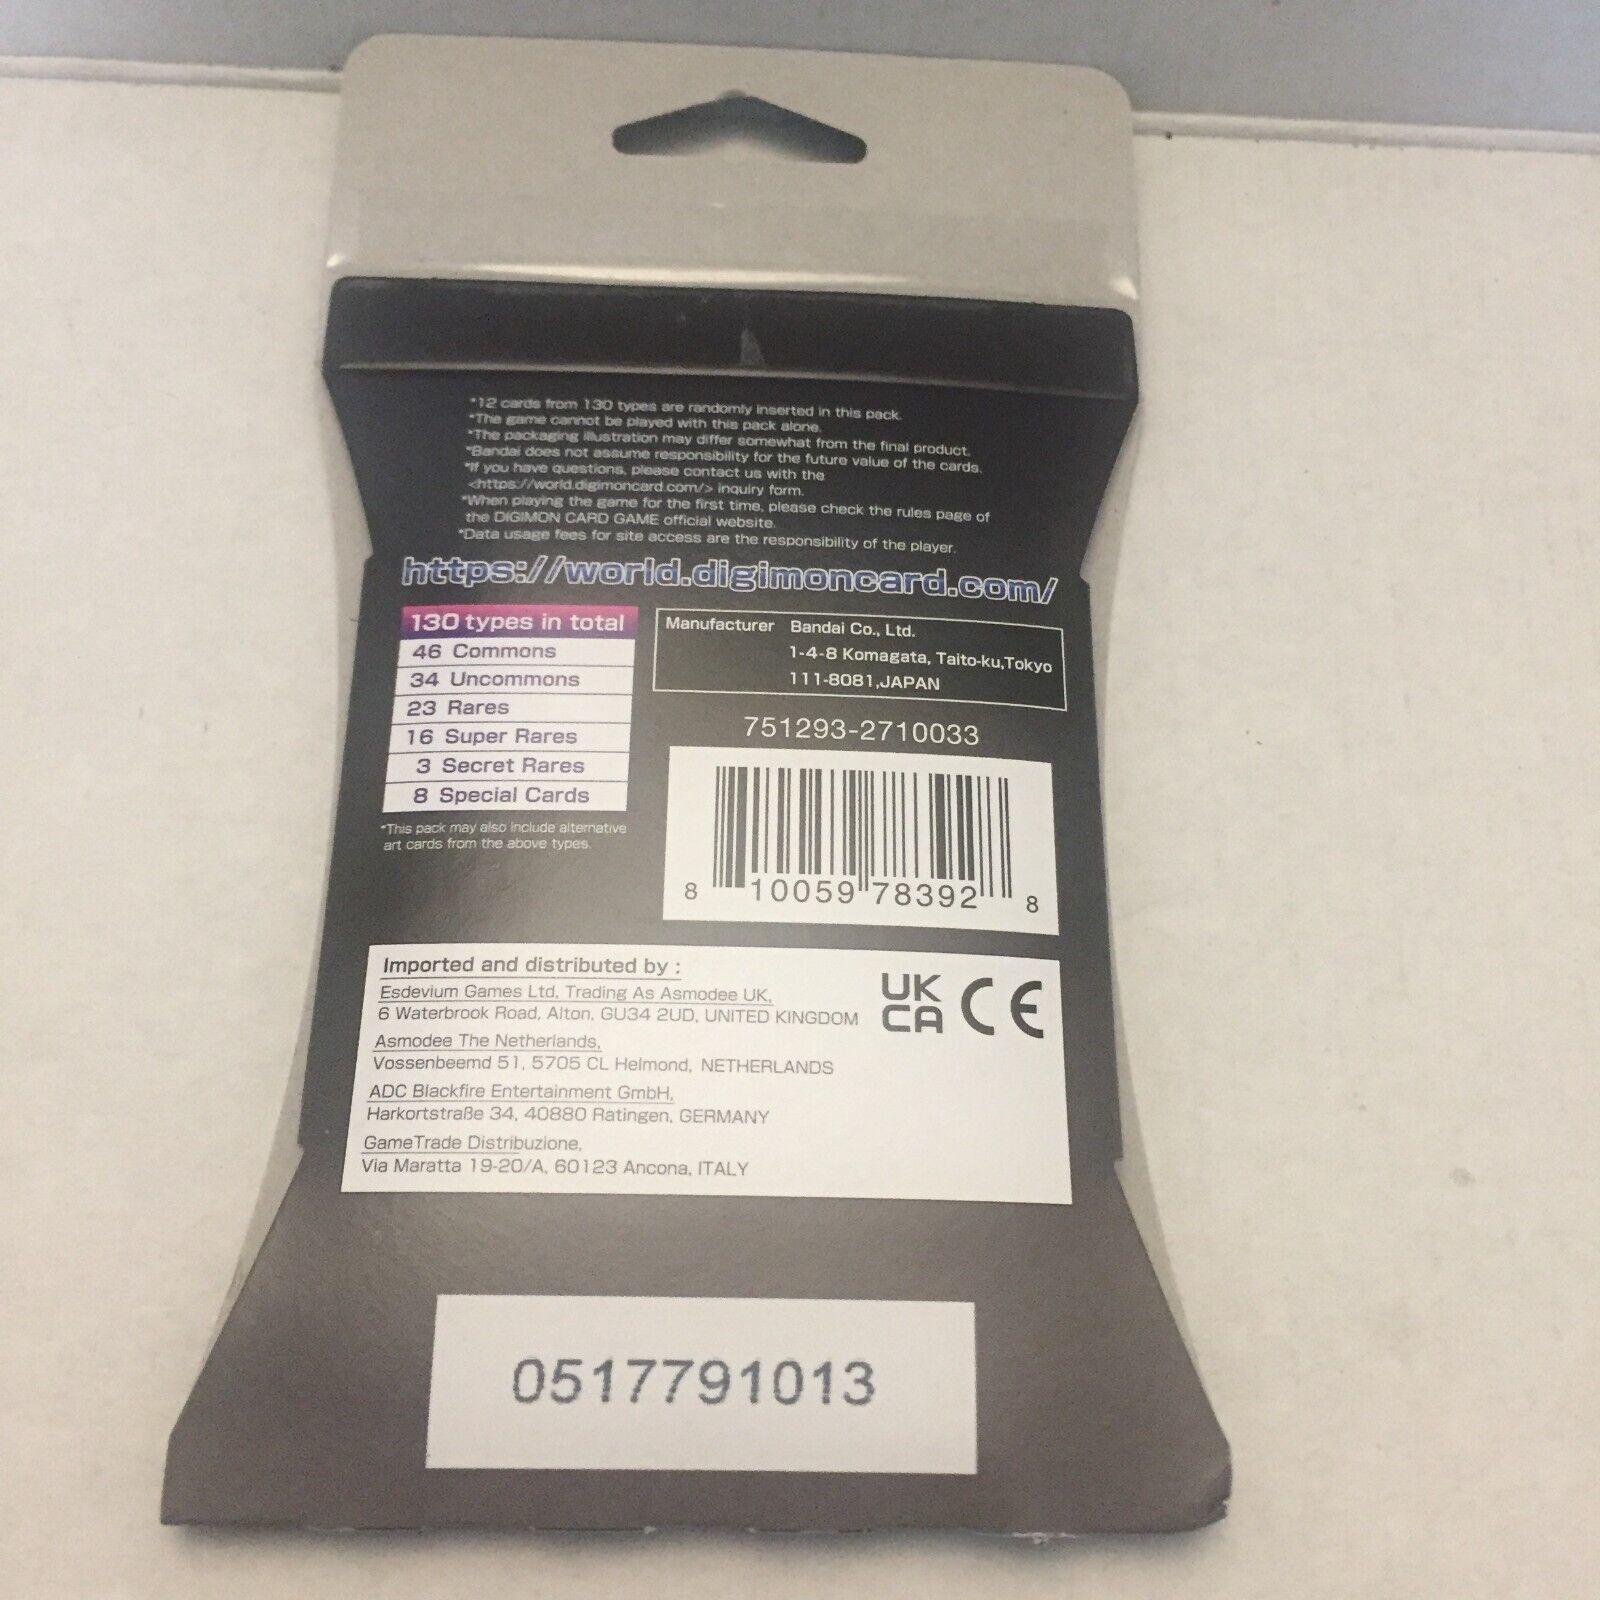 *12 cards from 130 types are randomly inserted in this pack.
*The game cannot be played with this pack alone.
*The packaging illustration may differ somewhat from the final product.
*Bandai does not assume responsibility for the future value of the cards.
*If you have questions, please contact us with the
<https://world.digimoncard.com/> inquiry form.
*When playing the game for the first time, please check the rules page of
the DIGIMON CARD GAME official website.
*Data usage fees for site access are the responsibility of the player.
https://world.digimoncard.com/
130 types in total
46 Commons
34 Uncommons
23 Rares
16 Super Rares
3 Secret Rares
8 Special Cards
*This pack may also include alternative
art cards from the above types.
Manufacturer Bandai Co., Ltd.
1-4-8 Komagata, Taito-ku,Tokyo
111-8081,JAPAN
751293-2710033
8 10059 78392 8
Imported and distributed by :
Esdevium Games Ltd, Trading As Asmodee UK,
6 Waterbrook Road, Alton, GU34 2UD, UNITED KINGDOM
Asmodee The Netherlands,
Vossenbeemd 51, 5705 CL Helmond, NETHERLANDS
ADC Blackfire Entertainment GmbH,
Harkortstraße 34, 40880 Ratingen, GERMANY
GameTrade Distribuzione,
Via Maratta 19-20/A, 60123 Ancona, ITALY
UK
CA
CE
0517791013